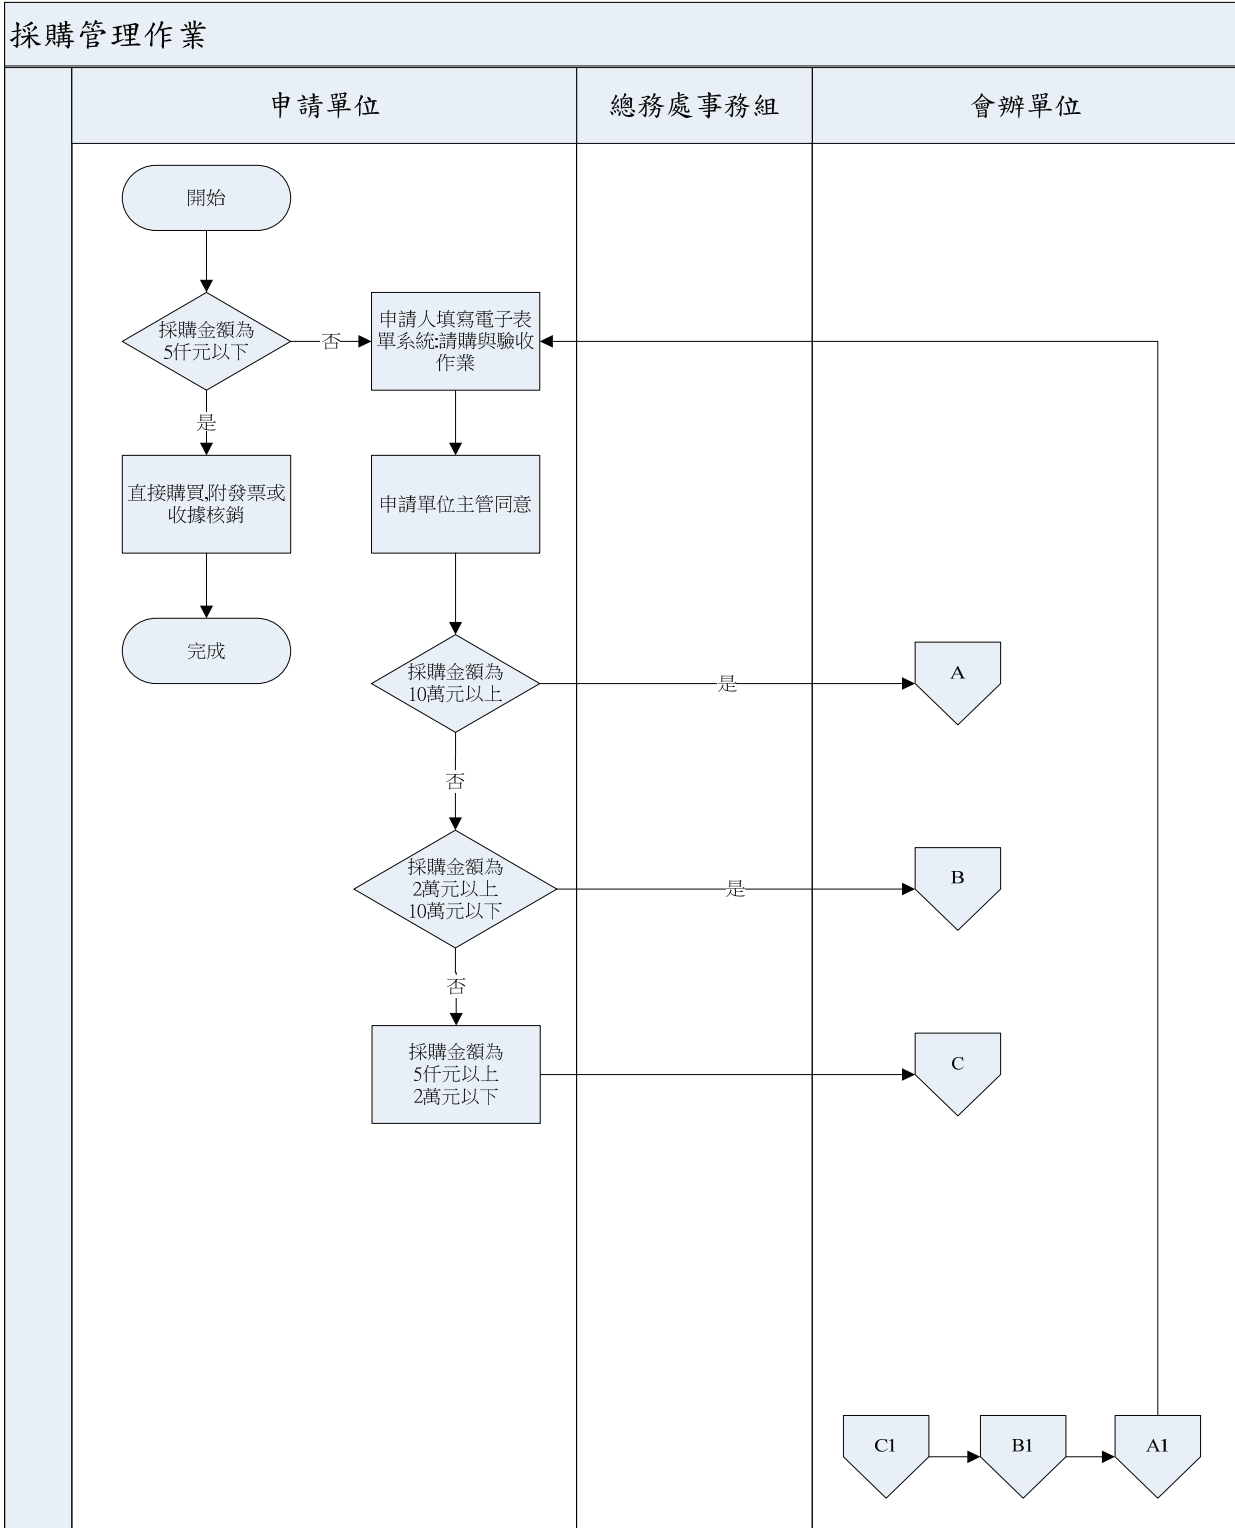 採購管理作業
申請單位
總務處事務組
會辦單位
開始
採購金額為
5仟元以下
否
申請人填寫電子表
單系統:請購與驗收
作業
是
直接購買,附發票或
收據核銷
申請單位主管同意
完成
採購金額為
10萬元以上
是
A
否
採購金額為
2萬元以上
10萬元以下
是
B
否
採購金額為
5仟元以上
2萬元以下
C
C1
B1
A1